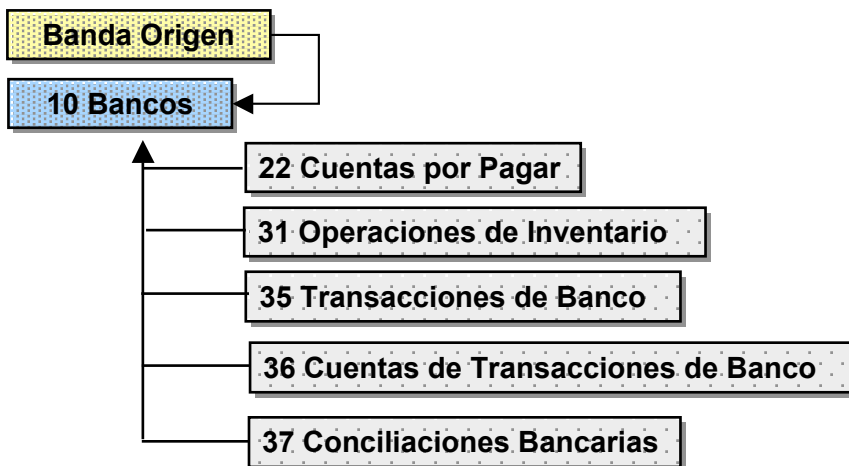 Banda Origen
10 Bancos
22 Cuentas por Pagar
31 Operaciones de Inventario
35 Transacciones de Banco
36 Cuentas de Transacciones de Banco
37 Conciliaciones Bancarias